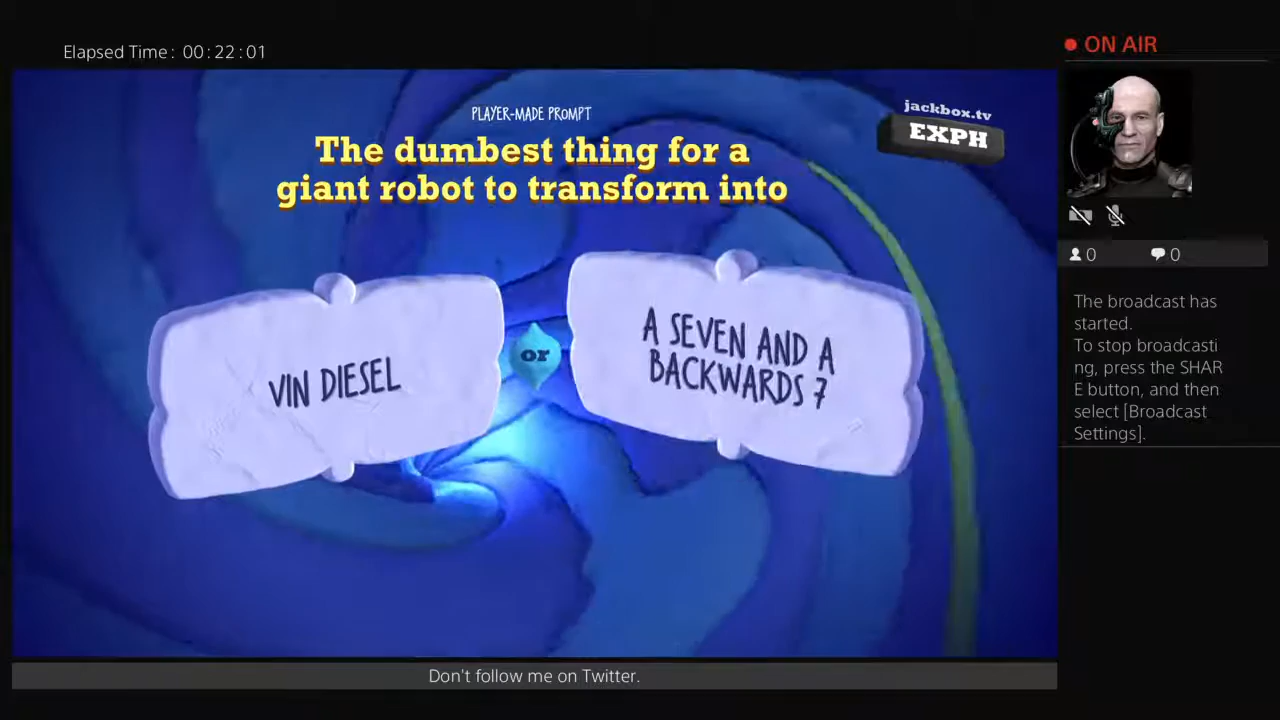 Elapsed Time: 00:22:01
ON AIR
PLAYER-MADE PROMPT
jackbox.tv
EXPH
The dumbest thing for a
giant robot to transform into
VIN DIESEL
or
A SEVEN AND A
BACKWARDS 7
0
0
The broadcast has
started.
To stop broadcasti
ng, press the SHAR
E button, and then
select [Broadcast
Settings].
Don't follow me on Twitter.